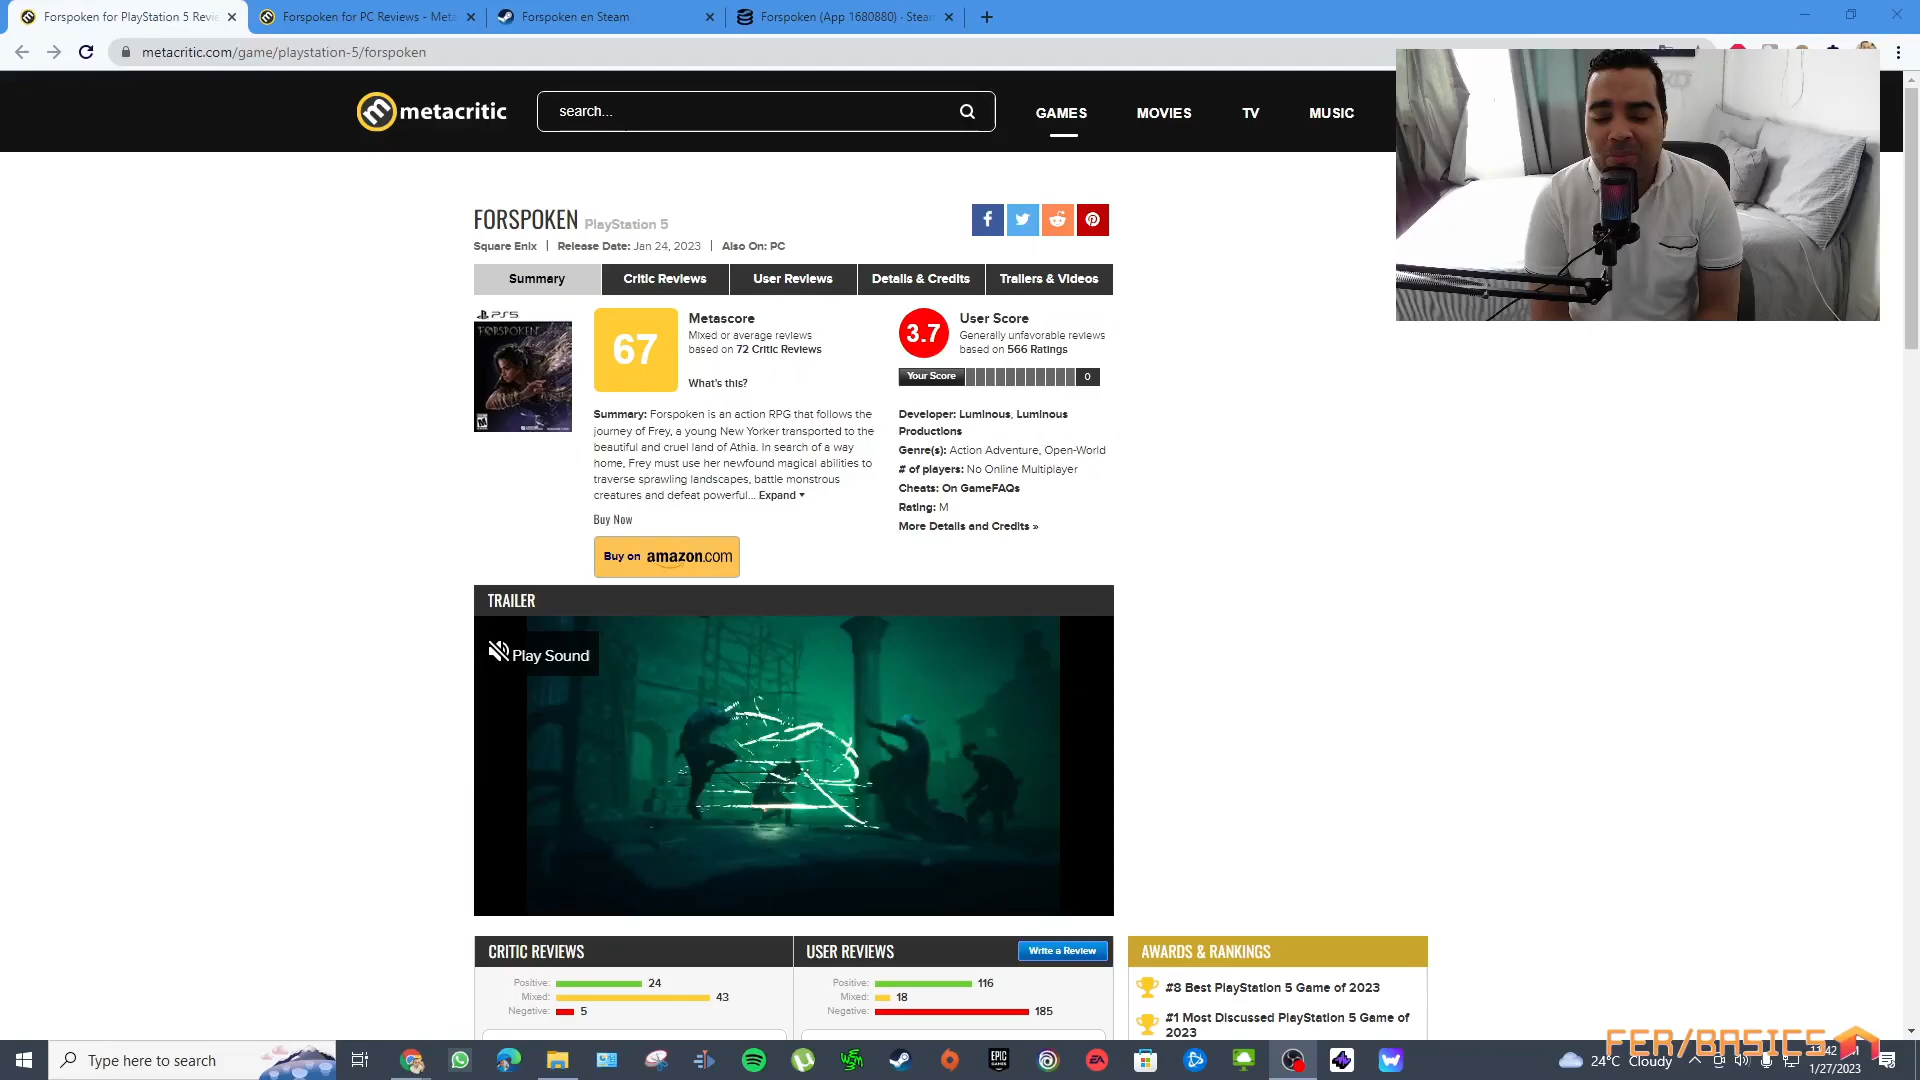 Forspoken for PlayStation 5 Revie
Forspoken for PC Reviews - Meta
Forspoken en Steam
Forspoken (App 1680880) · Steam
metacritic.com/game/playstation-5/forspoken
metacritic
search...
GAMES
MOVIES
TV
MUSIC
FORSPOKEN PlayStation 5
Square Enix | Release Date: Jan 24, 2023 | Also On: PC
Summary
Critic Reviews
User Reviews
Details & Credits
Trailers & Videos
PS5
FORSPOKEN
67
Metascore
Mixed or average reviews
based on 72 Critic Reviews
What's this?
3.7
User Score
Generally unfavorable reviews
based on 566 Ratings
Your Score
0
Summary: Forspoken is an action RPG that follows the
journey of Frey, a young New Yorker transported to the
beautiful and cruel land of Athia. In search of a way
home, Frey must use her newfound magical abilities to
traverse sprawling landscapes, battle monstrous
creatures and defeat powerful... Expand
Buy Now
Buy on amazon.com
Developer: Luminous, Luminous
Productions
Genre(s): Action Adventure, Open-World
# of players: No Online Multiplayer
Cheats: On GameFAQs
Rating: M
More Details and Credits »
TRAILER
Play Sound
CRITIC REVIEWS
Positive: 24
Mixed: 43
Negative: 5
USER REVIEWS
Write a Review
Positive: 116
Mixed: 18
Negative: 185
AWARDS & RANKINGS
#8 Best PlayStation 5 Game of 2023
#1 Most Discussed PlayStation 5 Game of
2023
FER/BASICS
Type here to search
EPIC
GAMES
EA
24°C Cloudy
1/27/2023